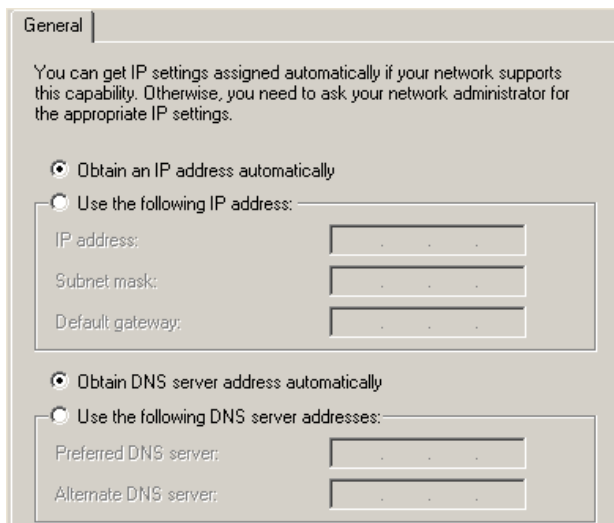 General
You can get IP settings assigned automatically if your network supports
this capability. Otherwise, you need to ask your network administrator for
the appropriate IP settings.
Obtain an IP address automatically
Use the following IP address:
IP address:
Subnet mask:
Default gateway:
Obtain DNS server address automatically
Use the following DNS server addresses:
Preferred DNS server:
Alternate DNS server: